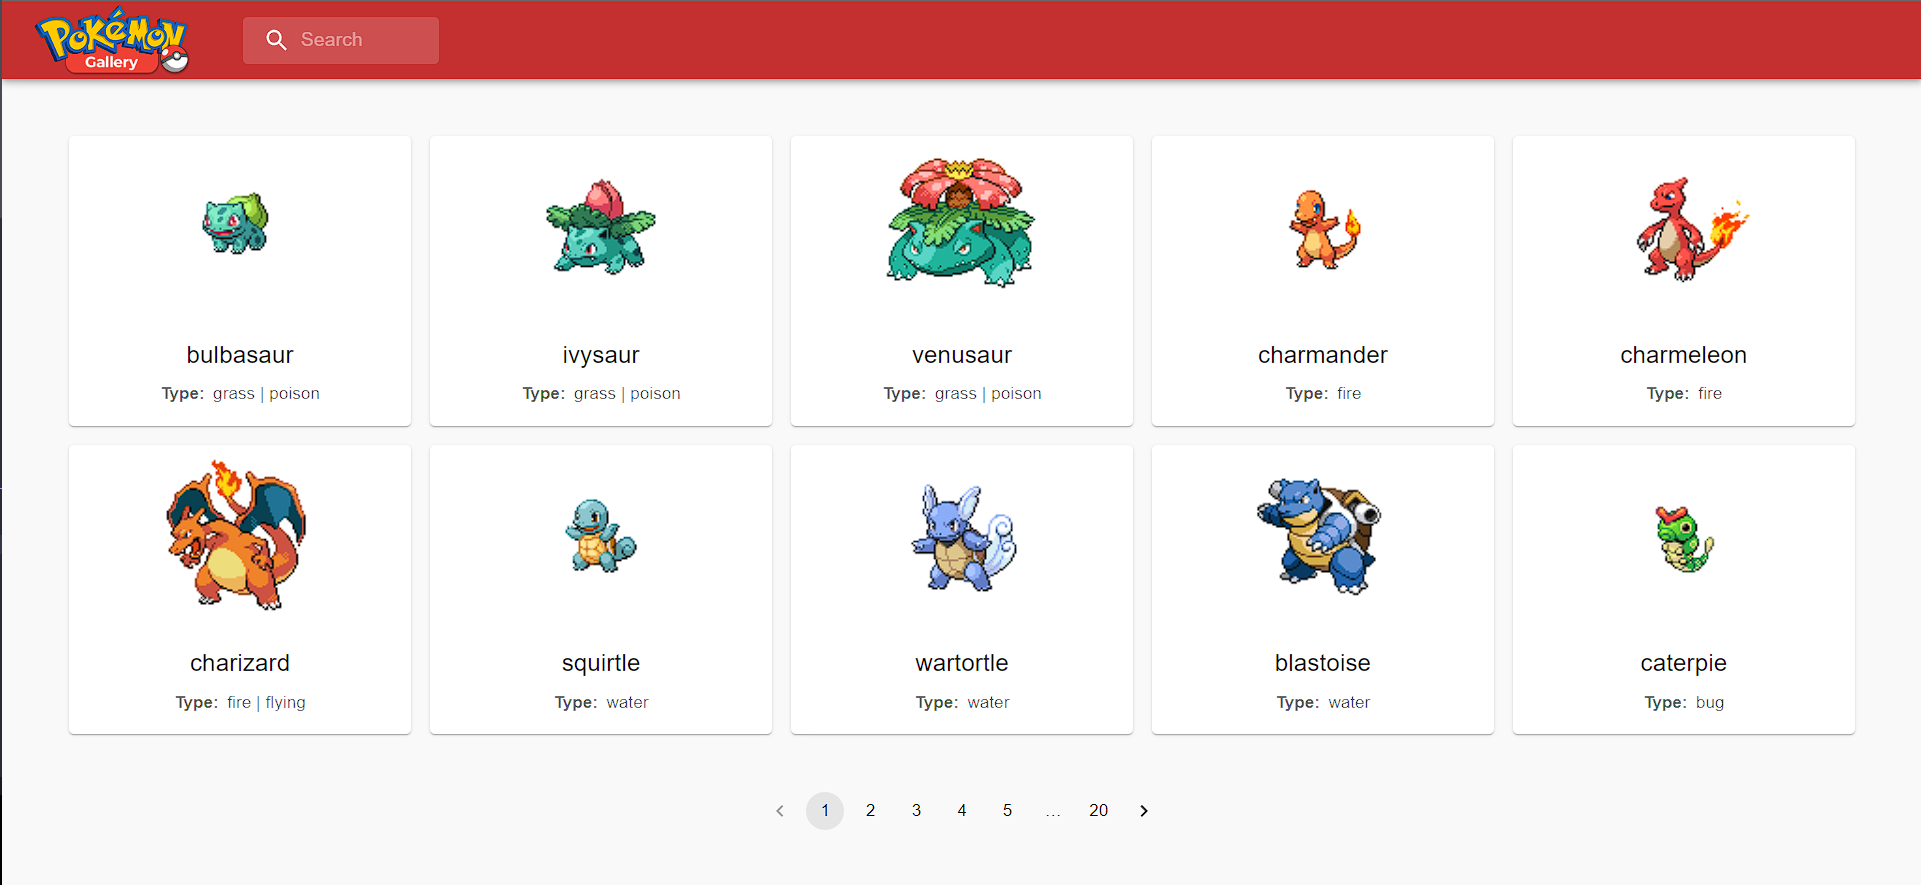 POKéMON
Gallery
Search
bulbasaur
Type: grass | poison
ivysaur
Type: grass | poison
venusaur
Type: grass | poison
charmander
Type: fire
charmeleon
Type: fire
charizard
Type: fire | flying
squirtle
Type: water
wartortle
Type: water
blastoise
Type: water
caterpie
Type: bug
1 2 3 4 5 ... 20